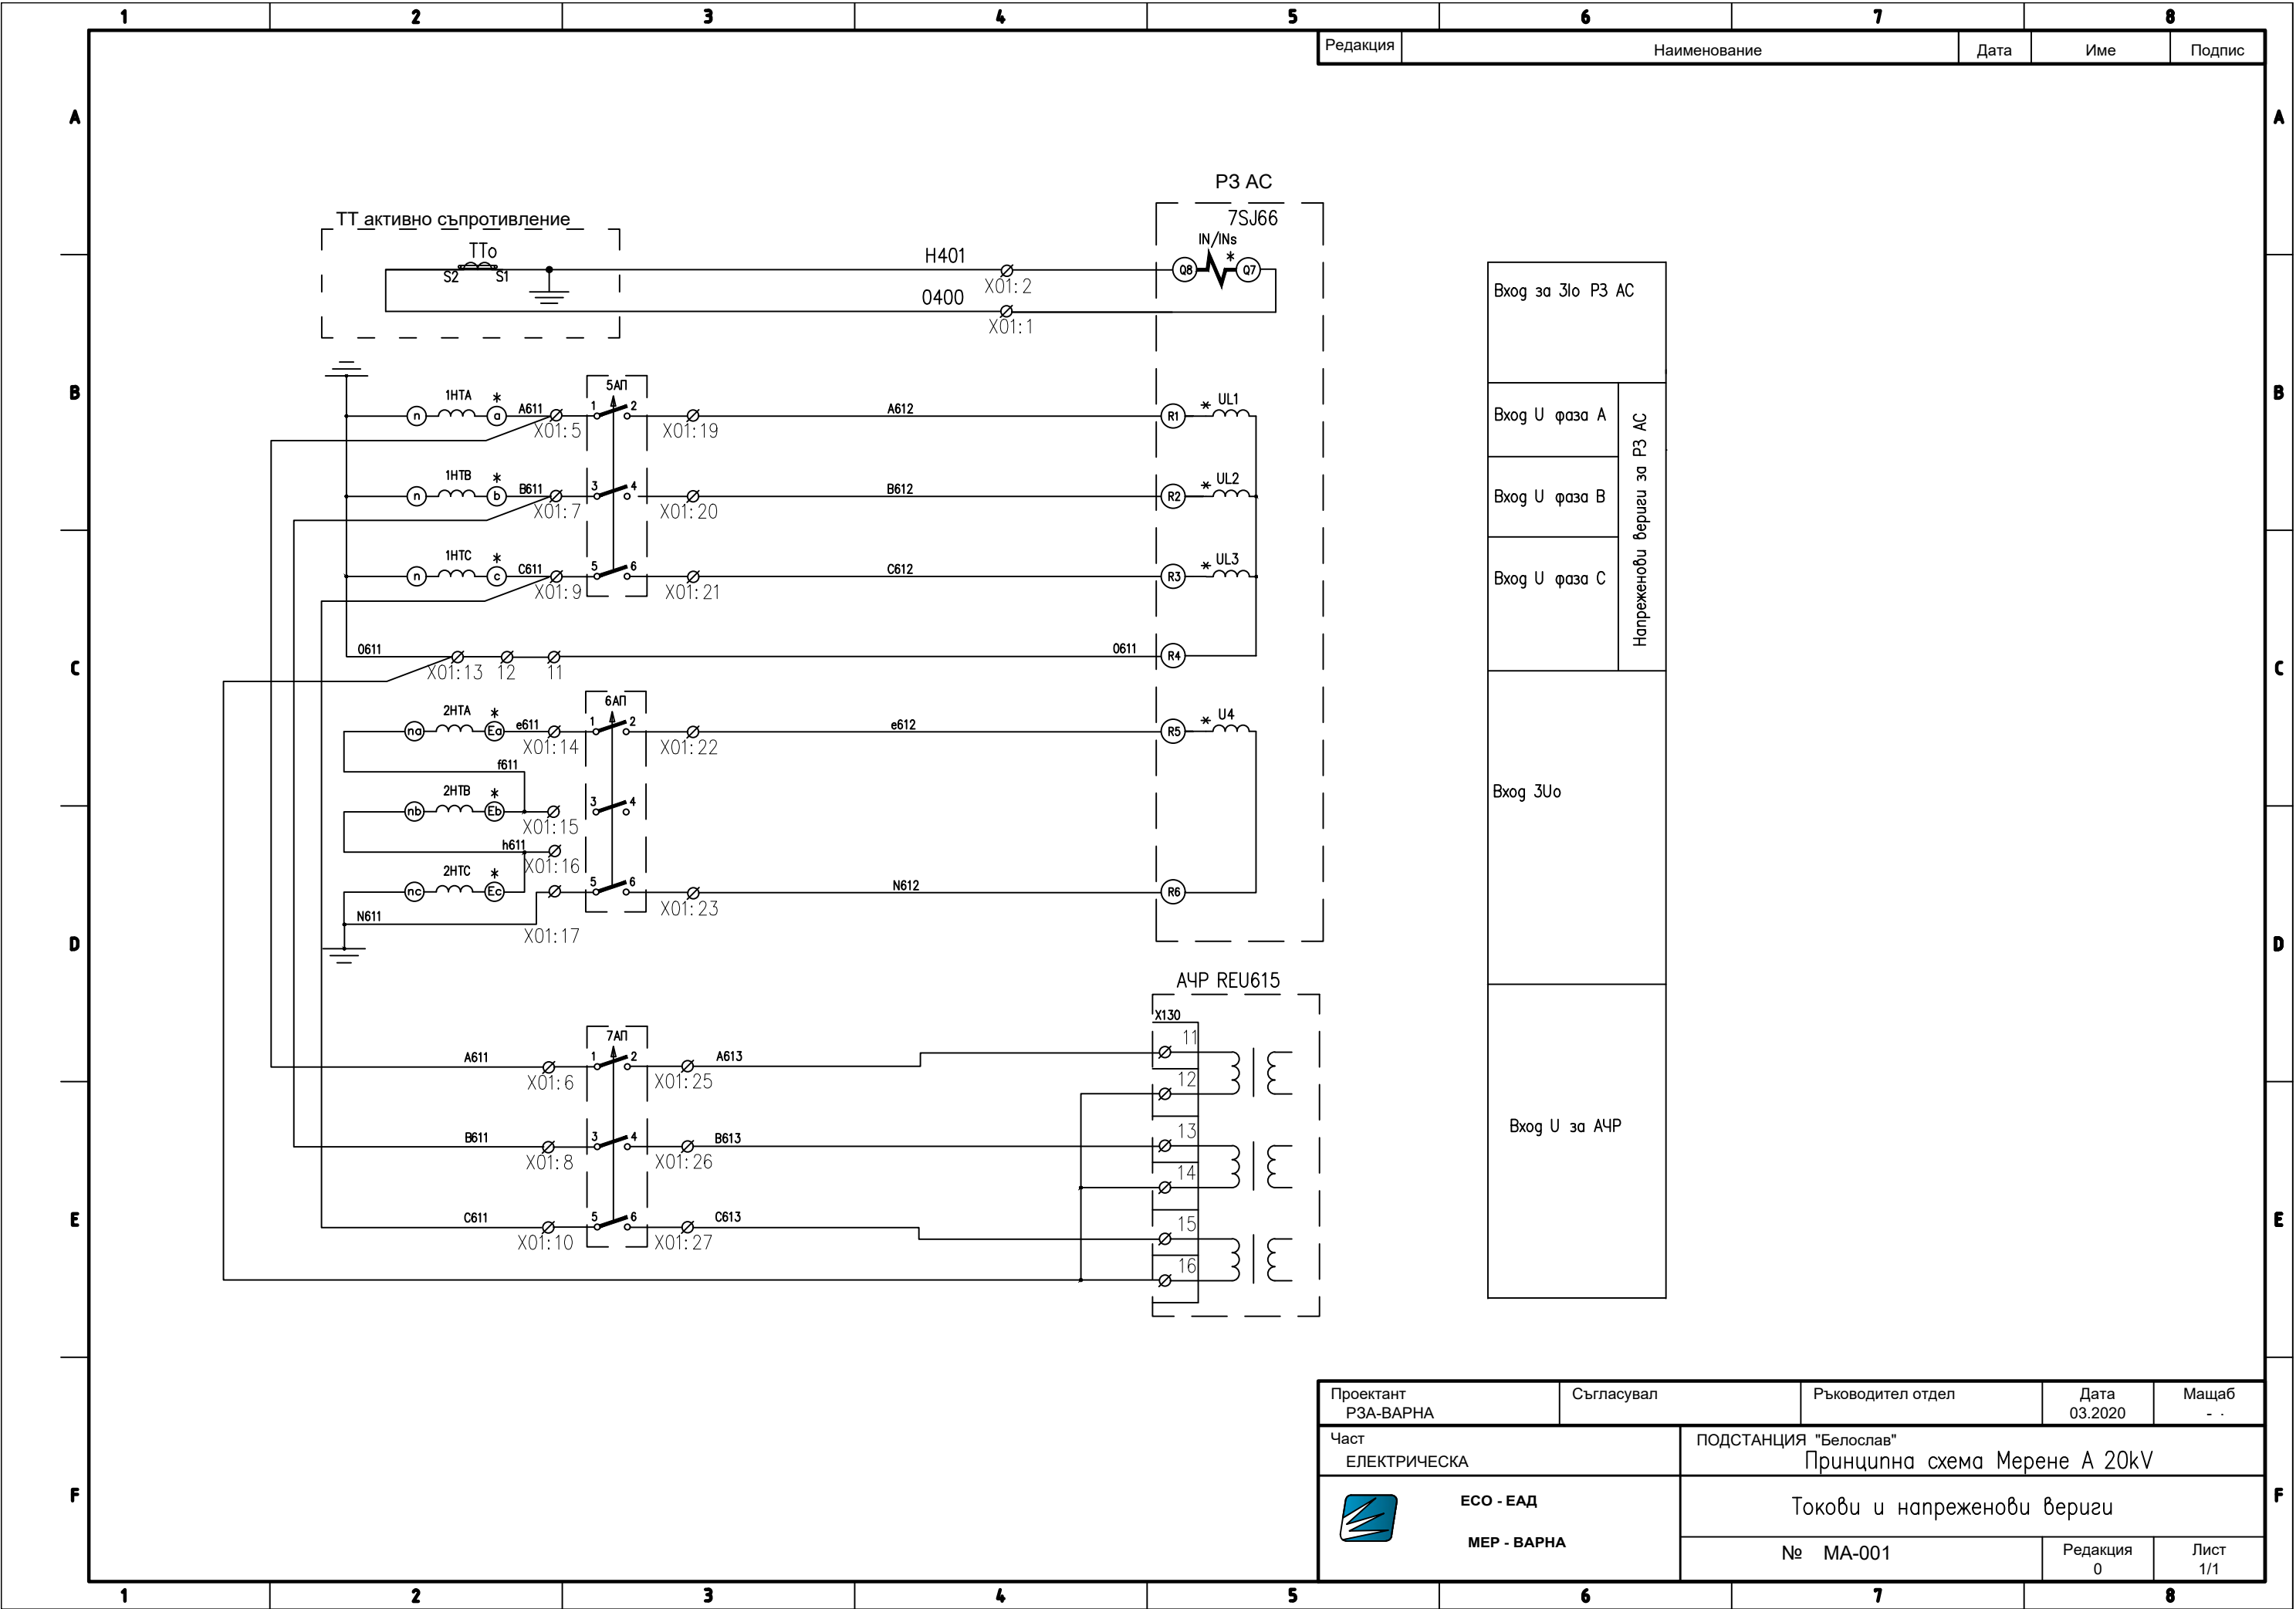 1 2 3 4 5 6 7 8
Редакция Наименование Дата Име Подпис
A A
РЗ АС
ТТ активно съпротивление
7SJ66
ТТо
IN/INs
*
S2 S1
H401
Q8 Q7
X01:2
0400
X01:1
Вход за 3Io РЗ АС
B B
5АП
1НТА * A611 1 2 A612 R1 * UL1
n a
X01:5 X01:19
Вход U фаза A
1НТВ * B611 3 4 B612 R2 * UL2
n b
X01:7 X01:20
Вход U фаза B
1НТС * C611 5 6 C612 R3 * UL3
n c
X01:9 X01:21
Вход U фаза C
Напреженови вериги за РЗ АС
C C
0611 0611 R4
X01:13 12 11
6АП
2НТА * e611 1 2 e612 R5 * U4
na Ea
X01:14 X01:22
f611
2НТВ * 3 4
nb Eb
X01:15
Вход 3Uo
h611
X01:16
2НТС * 5 6 N612 R6
nc Ec
X01:23
N611
X01:17
D D
АЧР REU615
X130
7АП
11
A611 1 2 A613
X01:6 X01:25
12
Вход U за АЧР
13
B611 3 4 B613
X01:8 X01:26
14
E E
15
C611 5 6 C613
X01:10 X01:27
16
Проектант Съгласувал Ръководител отдел Дата Мащаб
РЗА-ВАРНА 03.2020 - .
Част ПОДСТАНЦИЯ "Белослав"
ЕЛЕКТРИЧЕСКА Принципна схема Мерене А 20kV
F F
ЕСО - ЕАД
Токови и напреженови вериги
МЕР - ВАРНА
№ МА-001 Редакция Лист
0 1/1
1 2 3 4 5 6 7 8